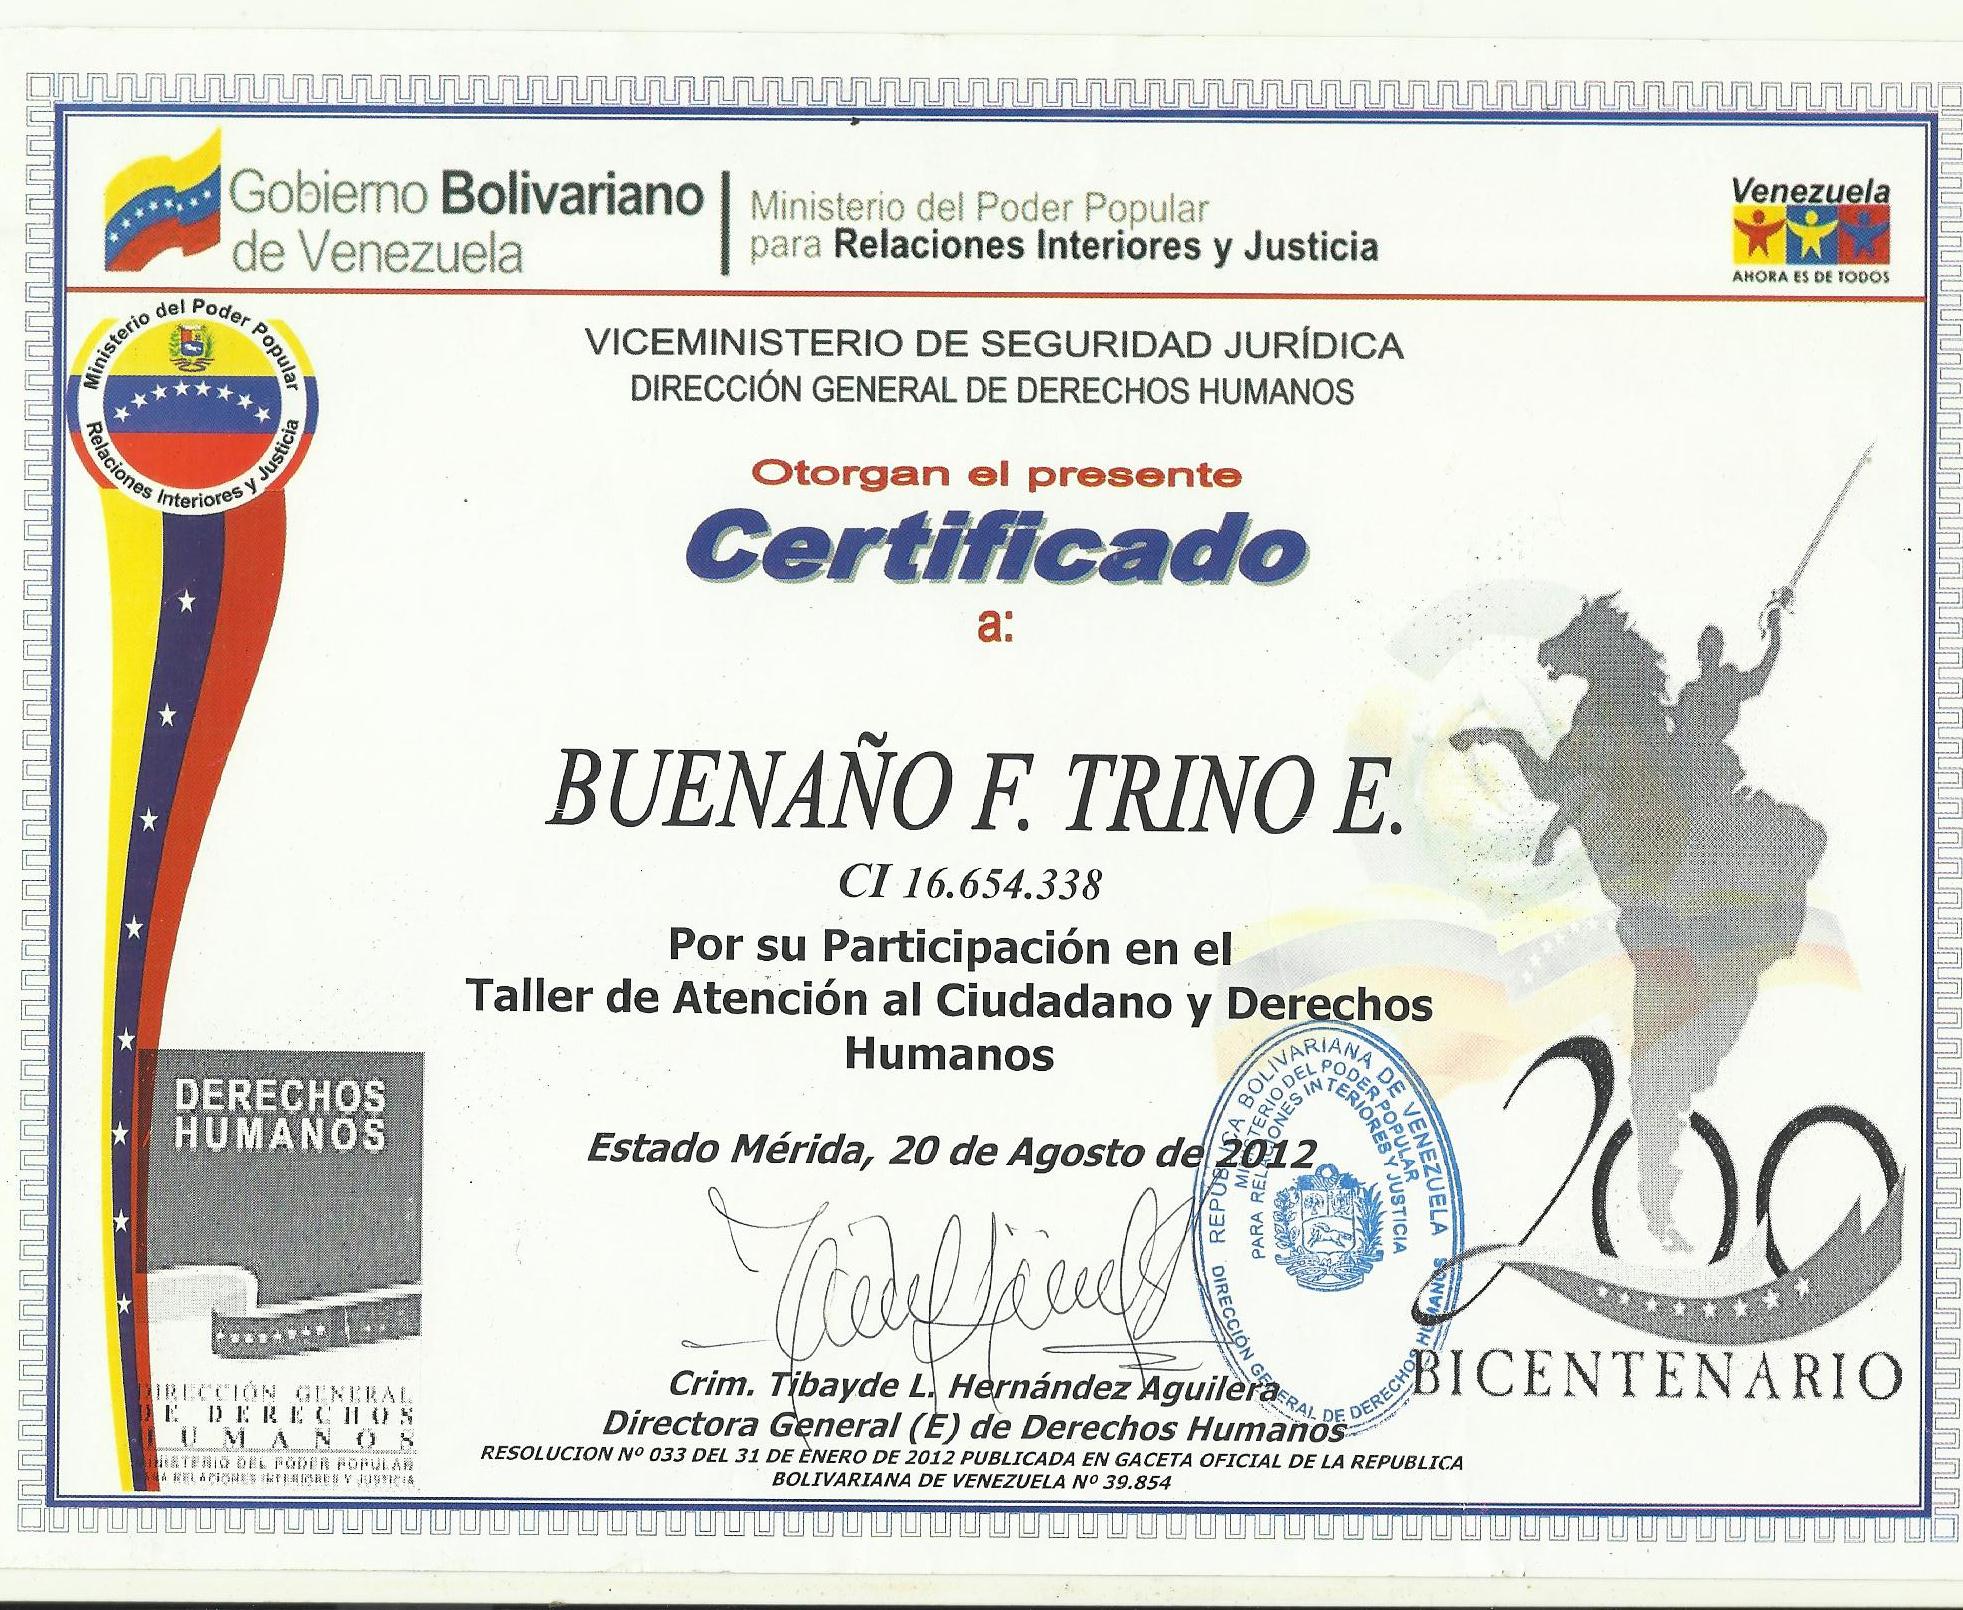 Gobierno Bolivariano
de Venezuela
Ministerio del Poder Popular
para Relaciones Interiores y Justicia
Venezuela
AHORA ES DE TODOS
Ministerio del Poder Popular
Relaciones Interiores y Justicia
VICEMINISTERIO DE SEGURIDAD JURÍDICA
DIRECCIÓN GENERAL DE DERECHOS HUMANOS
Otorgan el presente
Certificado
a:
BUENAÑO F. TRINO E.
CI 16.654.338
Por su Participación en el
Taller de Atención al Ciudadano y Derechos
Humanos
Estado Mérida, 20 de Agosto de 2012
DERECHOS
HUMANOS
DIRECCIÓN GENERAL
DE DERECHOS
HUMANOS
MINISTERIO DEL PODER POPULAR
PARA RELACIONES INTERIORES Y JUSTICIA
REPÚBLICA BOLIVARIANA DE VENEZUELA
MINISTERIO DEL PODER POPULAR
PARA RELACIONES INTERIORES Y JUSTICIA
DIRECCIÓN GENERAL DE DERECHOS HUMANOS
200
BICENTENARIO
Crim. Tibayde L. Hernández Aguilera
Directora General (E) de Derechos Humanos
RESOLUCION Nº 033 DEL 31 DE ENERO DE 2012 PUBLICADA EN GACETA OFICIAL DE LA REPUBLICA
BOLIVARIANA DE VENEZUELA Nº 39.854